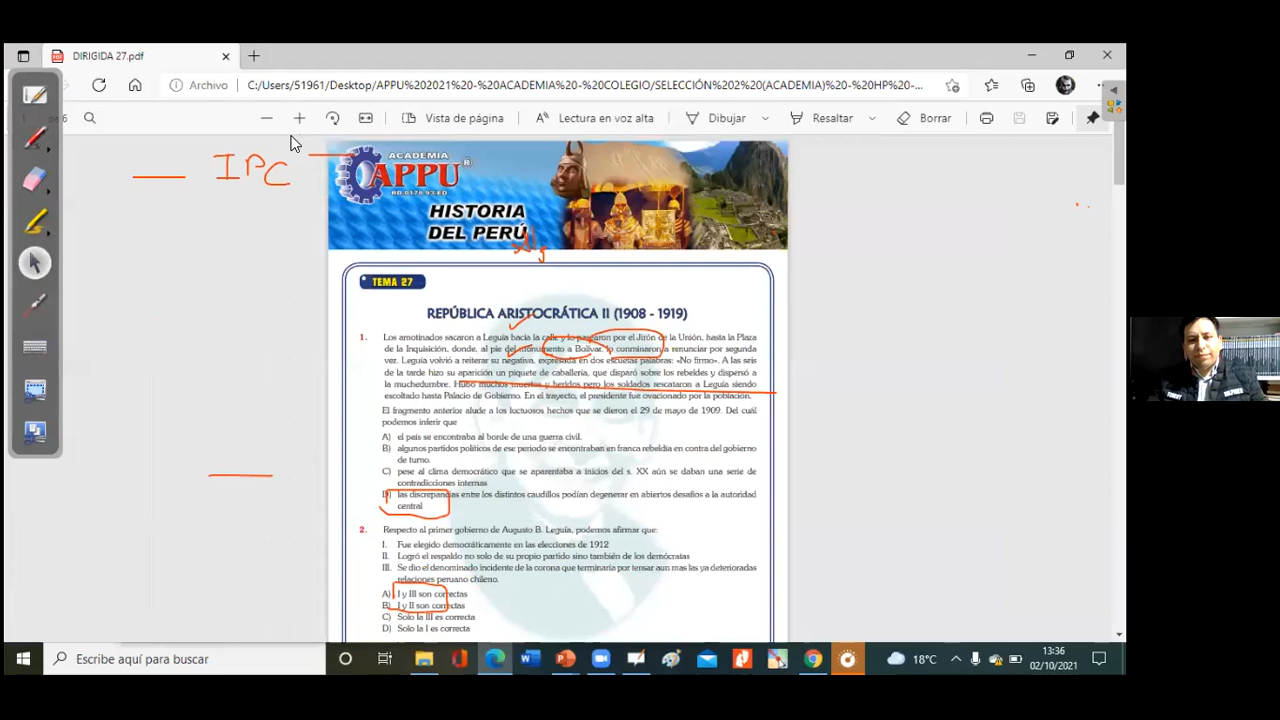 DIRIGIDA 27.pdf
Archivo C:/Users/51961/Desktop/APPU%202021%20-%20ACADEMIA%20-%20COLEGIO/SELECCIÓN%202%20(ACADEMIA)%20-%20HP%20-...
Vista de página Lectura en voz alta Dibujar Resaltar Borrar
IPC
ACADEMIA
APPU
RD.0178.93-ED
HISTORIA
DEL PERÚ
TEMA 27
REPÚBLICA ARISTOCRÁTICA II (1908 - 1919)
1. Los amotinados sacaron a Leguía hacia la calle y lo pasearon por el Jirón de la Unión, hasta la Plaza
de la Inquisición, donde, al pie del monumento a Bolívar, lo conminaron a renunciar por segunda
vez. Leguía volvió a reiterar su negativa, expresada en dos escuetas palabras: «No firmo». A las seis
de la tarde hizo su aparición un piquete de caballería, que disparó sobre los rebeldes y dispersó a
la muchedumbre. Hubo muchos muertos y heridos pero los soldados rescataron a Leguía siendo
escoltado hasta Palacio de Gobierno. En el trayecto, el presidente fue ovacionado por la población.
El fragmento anterior alude a los luctuosos hechos que se dieron el 29 de mayo de 1909. Del cuál
podemos inferir que
A) el país se encontraba al borde de una guerra civil.
B) algunos partidos políticos de ese periodo se encontraban en franca rebeldía en contra del gobierno
de turno.
C) pese al clima democrático que se aparentaba a inicios del s. XX aún se daban una serie de
contradicciones internas
D) las discrepancias entre los distintos caudillos podían degenerar en abiertos desafíos a la autoridad
central
2. Respecto al primer gobierno de Augusto B. Leguía, podemos afirmar que:
I. Fue elegido democráticamente en las elecciones de 1912
II. Logró el respaldo no solo de su propio partido sino también de los demócratas
III. Se dio el denominado incidente de la corona que terminaría por tensar aun mas las ya deterioradas
relaciones peruano chileno.
A) I y III son correctas
B) I y II son correctas
C) Solo la III es correcta
D) Solo la I es correcta
Escribe aquí para buscar
18°C
13:36
02/10/2021